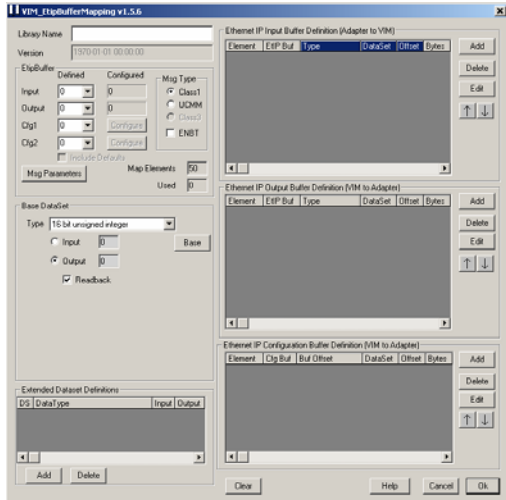 VIM_EtipBufferMapping v1.5.6
Library Name
Version 1970-01-01 00:00:00
EtipBuffer
Defined Configured
Input 0 0
Output 0 0
Cfg1 0 Configure
Cfg2 0 Configure
Include Defaults
Msg Type
Class1
UCMM
Class3
ENBT
Msg Parameters
Map Elements 50
Used 0
Base DataSet
Type 16 bit unsigned integer
Input 0 Base
Output 0
Readback
Extended Dataset Definitions
DS DataType Input Output
Add Delete
Ethernet IP Input Buffer Definition (Adapter to VIM)
Element EtIP Buf Type DataSet Offset Bytes
Add
Delete
Edit
Ethernet IP Output Buffer Definition (VIM to Adapter)
Element EtIP Buf Type DataSet Offset Bytes
Add
Delete
Edit
Ethernet IP Configuration Buffer Definition (VIM to Adapter)
Element Cfg Buf Buf Offset DataSet Offset Bytes
Add
Delete
Edit
Clear Help Cancel Ok